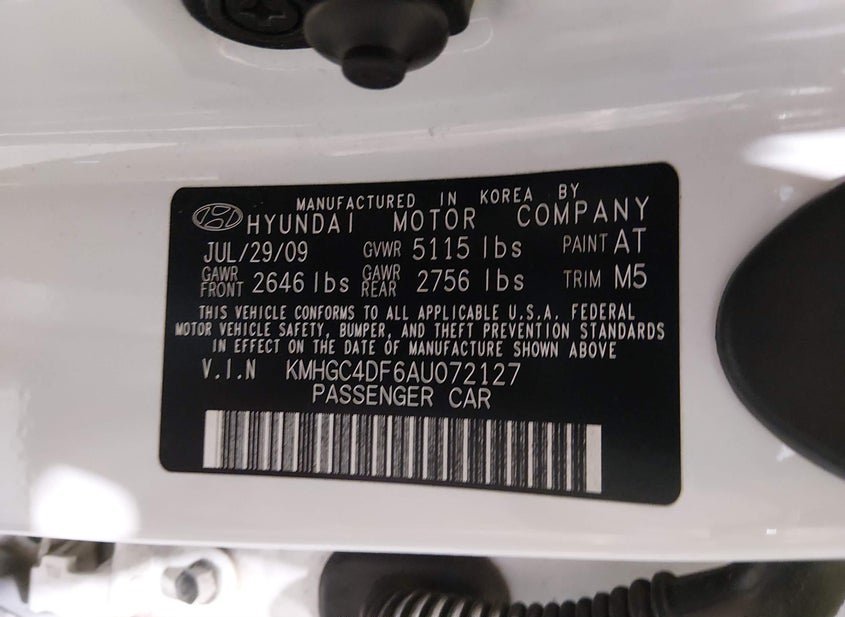 MANUFACTURED IN KOREA BY
HYUNDAI MOTOR COMPANY
JUL/29/09 GVWR 5115 lbs PAINT AT
GAWR FRONT 2646 lbs GAWR REAR 2756 lbs TRIM M5
THIS VEHICLE CONFORMS TO ALL APPLICABLE U.S.A. FEDERAL
MOTOR VEHICLE SAFETY, BUMPER, AND THEFT PREVENTION STANDARDS
IN EFFECT ON THE DATE OF MANUFACTURE SHOWN ABOVE
V.I.N KMHGC4DF6AU072127
PASSENGER CAR